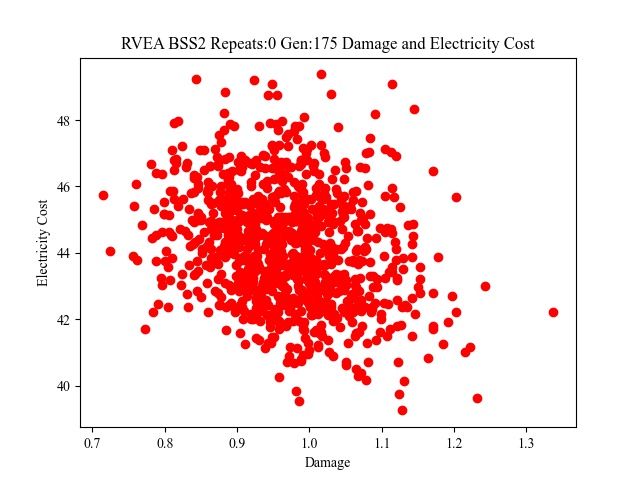 RVEA BSS2 Repeats:0 Gen:175 Damage and Electricity Cost
48
46
44
42
40
Electricity Cost
0.7 0.8 0.9 1.0 1.1 1.2 1.3
Damage